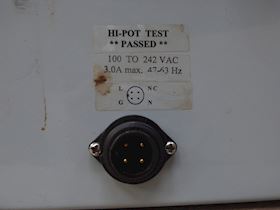 HI-POT TEST
** PASSED **
100 TO 242 VAC
3.0A max. 47-63 Hz
L NC
G N